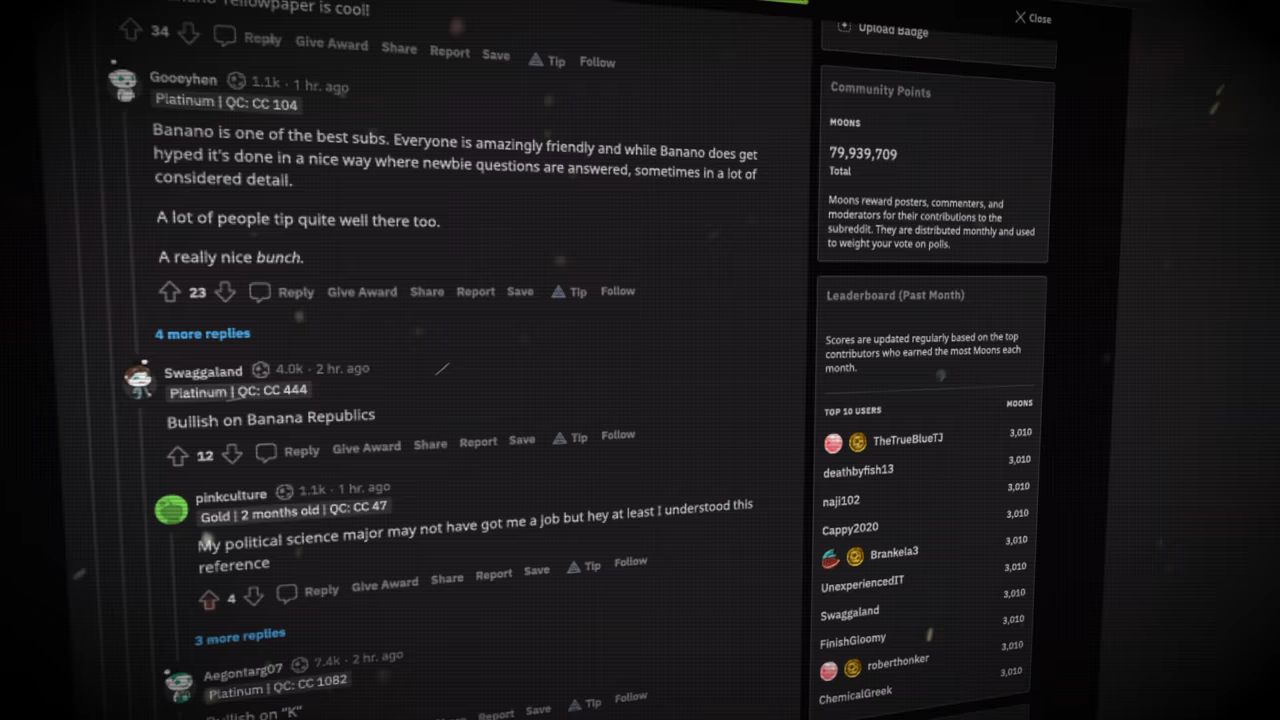 Yellowpaper is cool!
34 Reply Give Award Share Report Save Tip Follow
Gooeyhen 1.1k · 1 hr. ago
Platinum | QC: CC 104
Banano is one of the best subs. Everyone is amazingly friendly and while Banano does get
hyped it's done in a nice way where newbie questions are answered, sometimes in a lot of
considered detail.
A lot of people tip quite well there too.
A really nice bunch.
23 Reply Give Award Share Report Save Tip Follow
4 more replies
Swaggaland 4.0k · 2 hr. ago
Platinum | QC: CC 444
Bullish on Banana Republics
12 Reply Give Award Share Report Save Tip Follow
pinkculture 1.1k · 1 hr. ago
Gold | 2 months old | QC: CC 47
My political science major may not have got me a job but hey at least I understood this
reference
4 Reply Give Award Share Report Save Tip Follow
3 more replies
Aegontarg07 7.4k · 2 hr. ago
Platinum | QC: CC 1082
Bullish on "K"
Report Save Tip Follow
Close
Upload Badge
Community Points
MOONS
79,939,709
Total
Moons reward posters, commenters, and
moderators for their contributions to the
subreddit. They are distributed monthly and used
to weight your vote on polls.
Leaderboard (Past Month)
Scores are updated regularly based on the top
contributors who earned the most Moons each
month.
TOP 10 USERS MOONS
TheTrueBlueTJ 3,010
deathbyfish13 3,010
naji102 3,010
Cappy2020 3,010
Brankela3 3,010
UnexperiencedIT 3,010
Swaggaland 3,010
FinishGloomy 3,010
roberthonker 3,010
ChemicalGreek 3,010